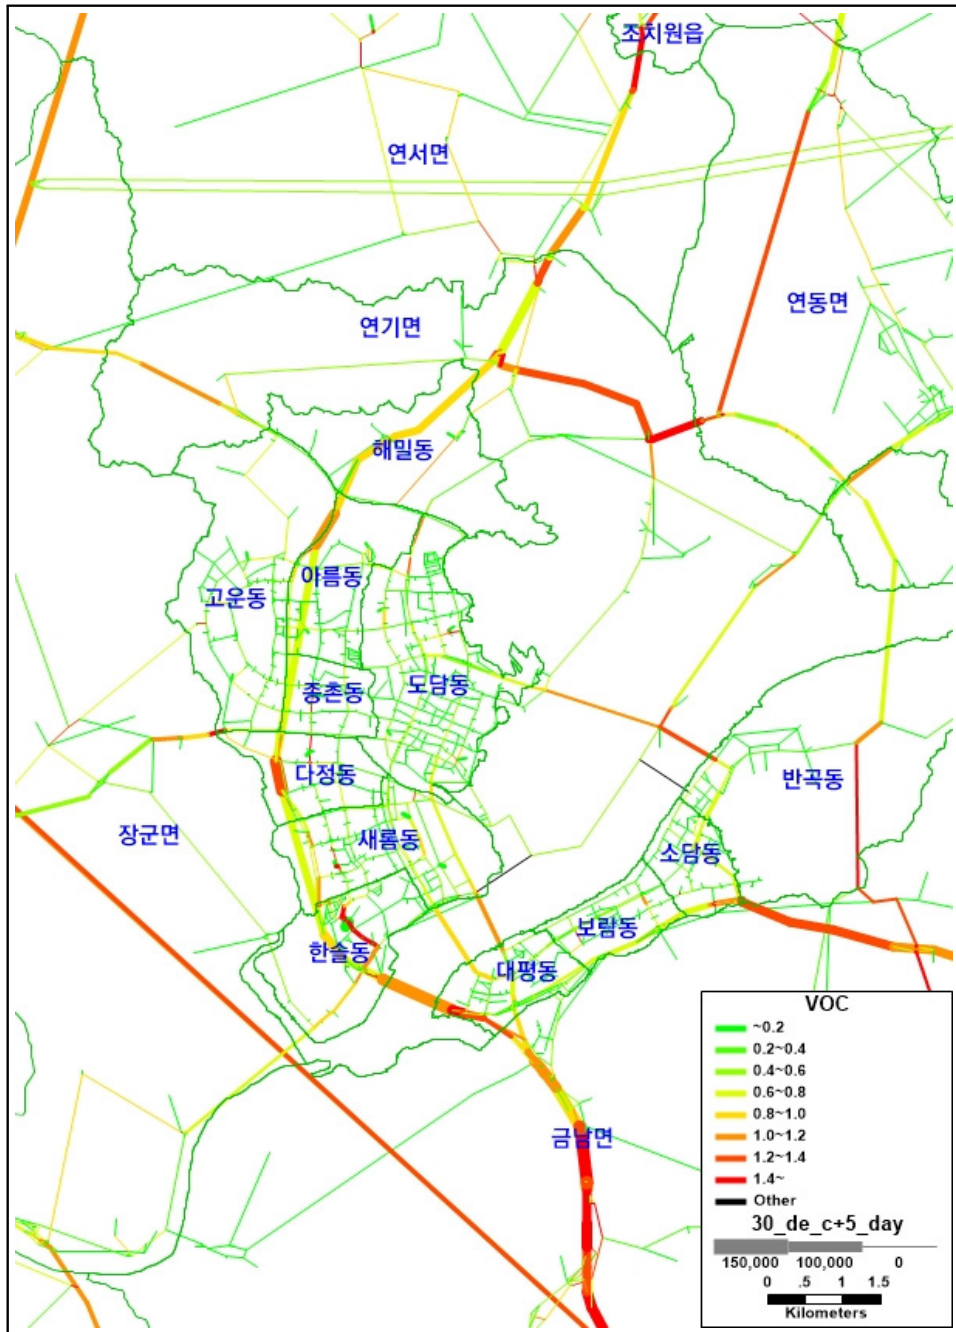 조치원읍
연서면
연동면
연기면
해밀동
아름동
고운동
종촌동
도담동
다정동
반곡동
장군면
새롬동
소담동
보람동
한솔동
대평동
금남면
VOC
~0.2
0.2~0.4
0.4~0.6
0.6~0.8
0.8~1.0
1.0~1.2
1.2~1.4
1.4~
Other
30_de_c+5_day
150,000 100,000 0
0 .5 1 1.5
Kilometers